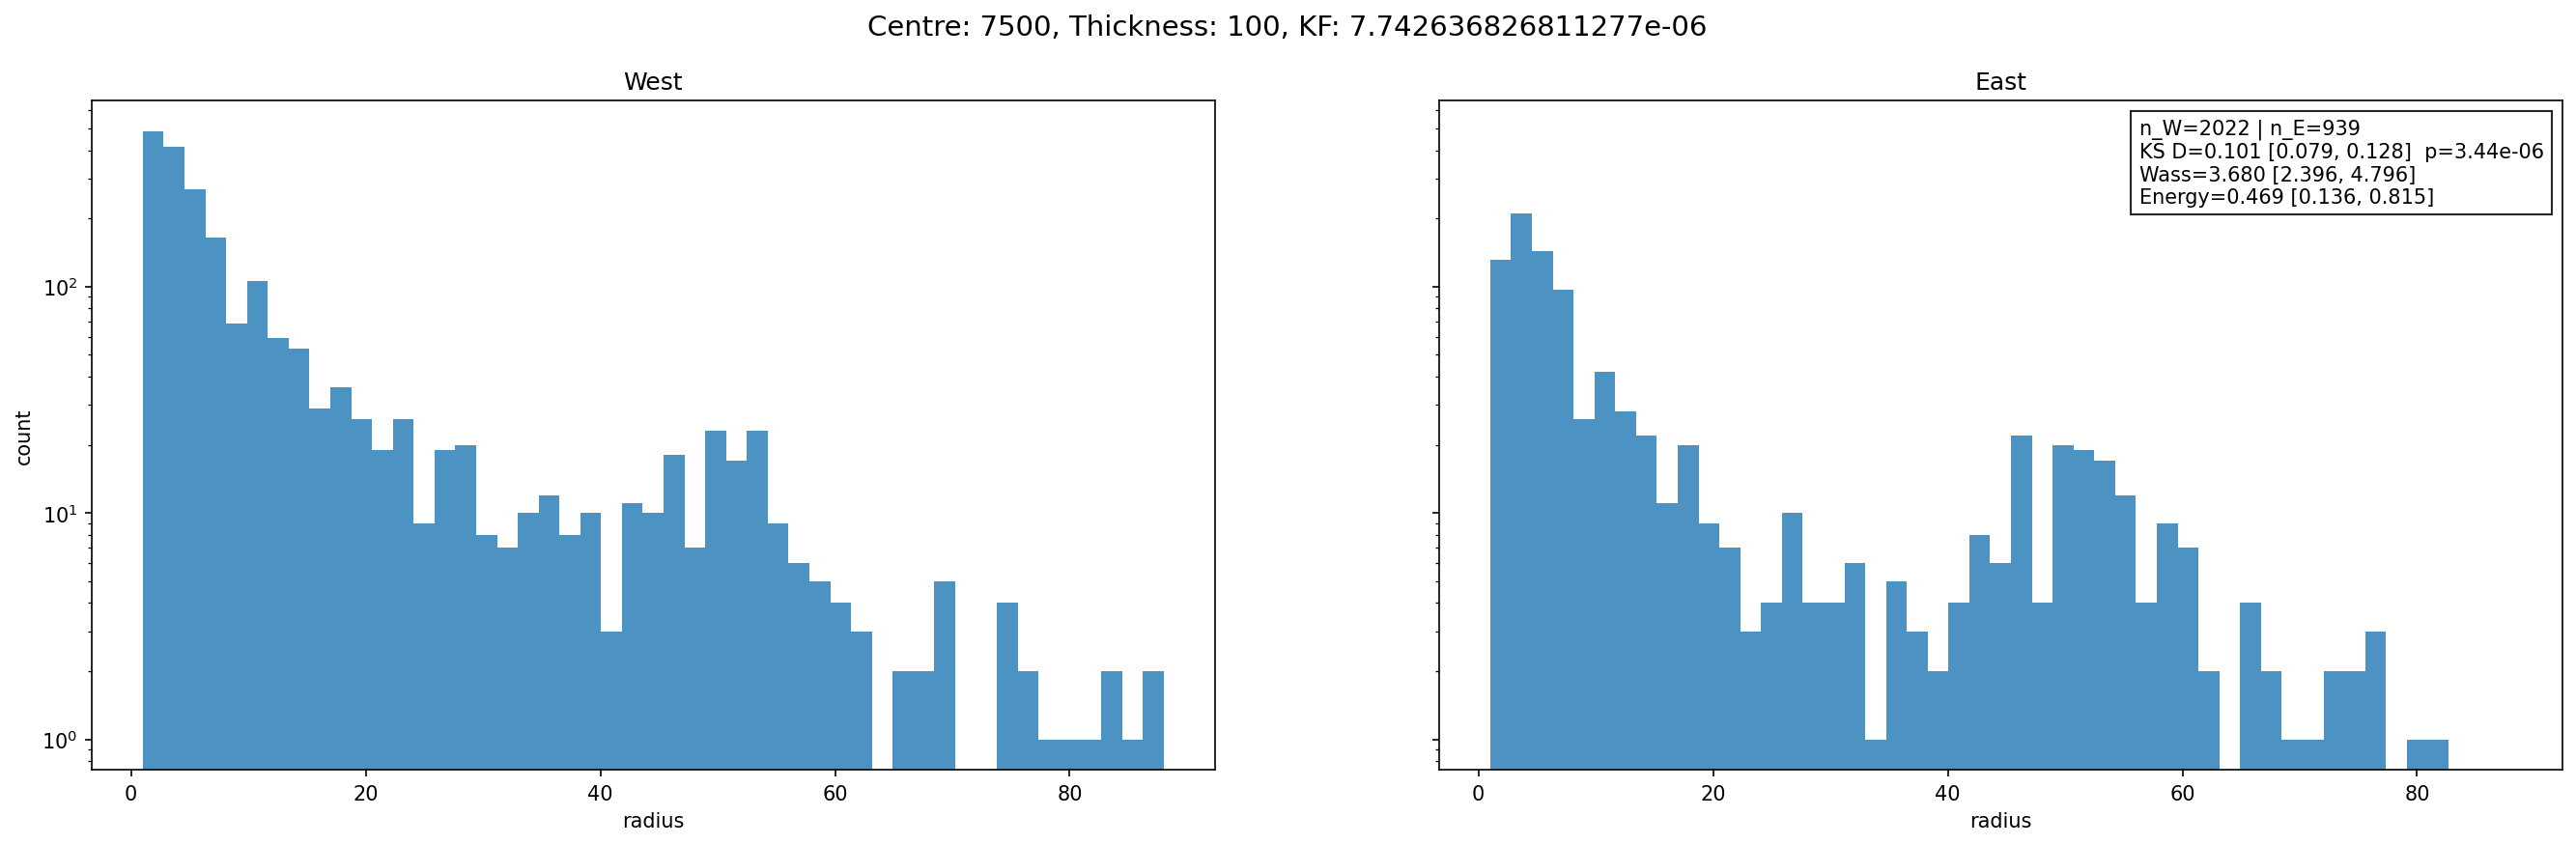 Centre: 7500, Thickness: 100, KF: 7.742636826811277e-06
West
East
n_W=2022 | n_E=939
KS D=0.101 [0.079, 0.128]  p=3.44e-06
Wass=3.680 [2.396, 4.796]
Energy=0.469 [0.136, 0.815]
count
10²
10¹
10⁰
0 20 40 60 80
radius
0 20 40 60 80
radius